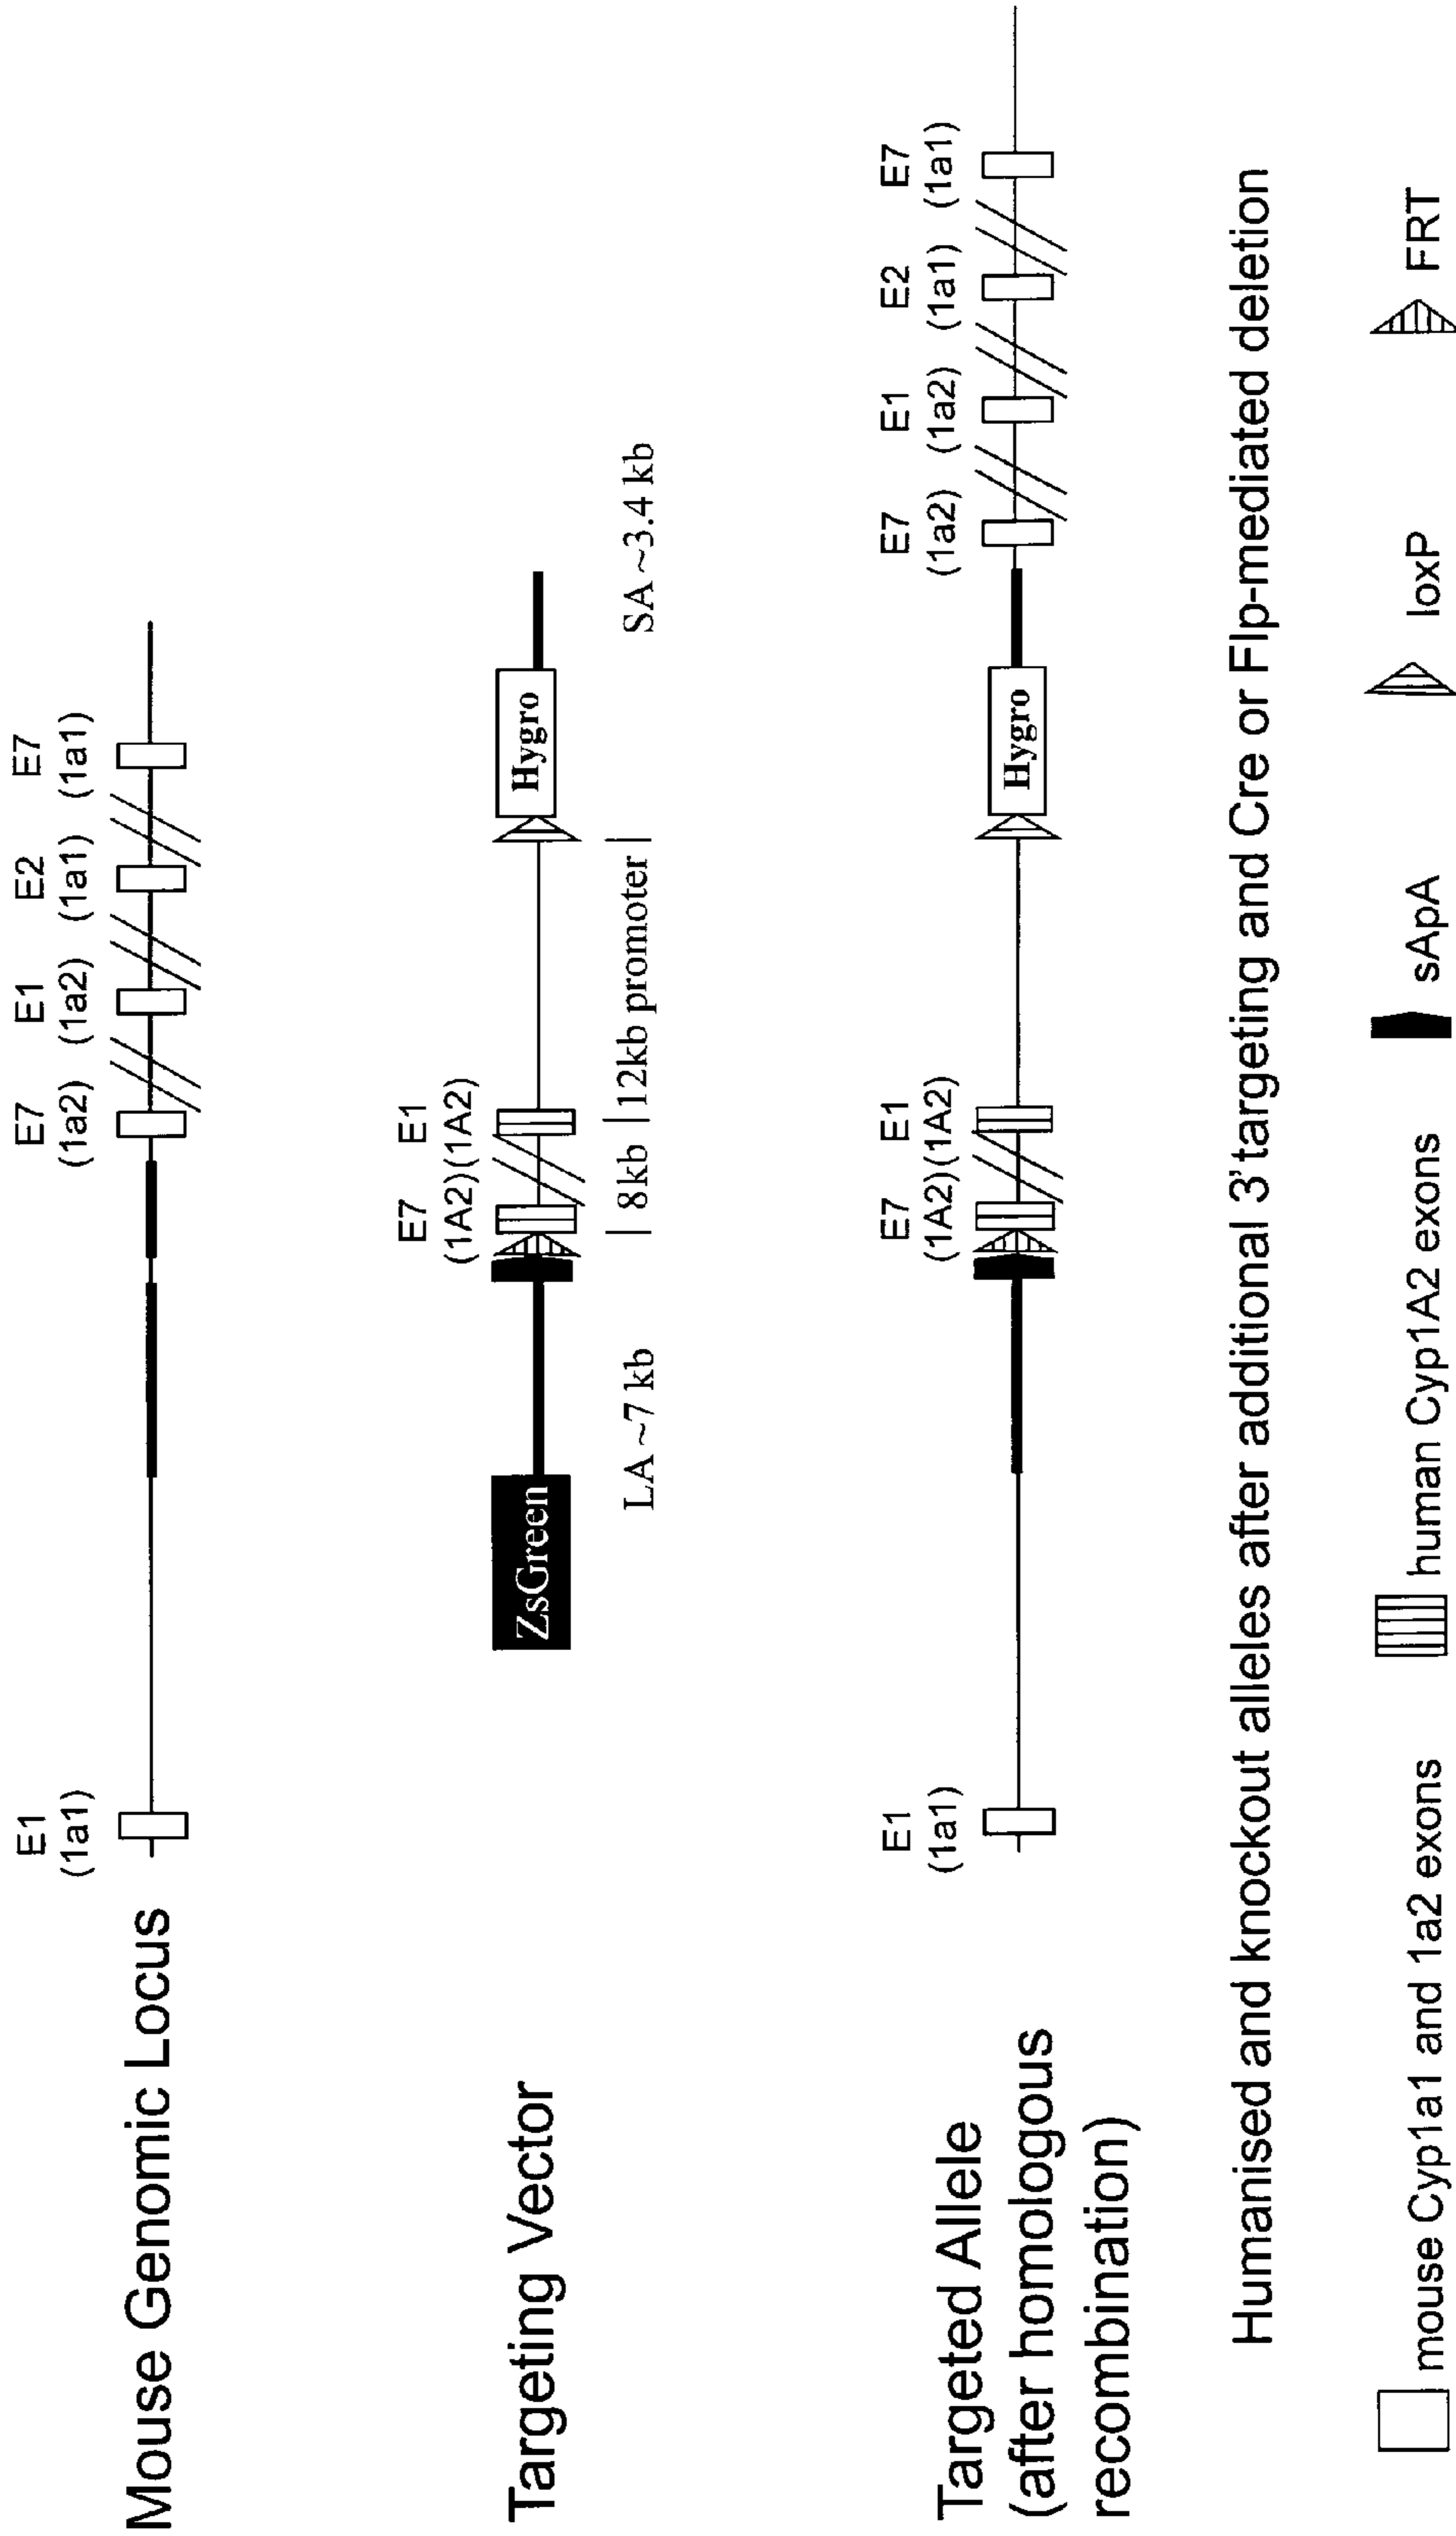 Mouse Genomic Locus
E1 E7 E1 E2 E7
(1a1) (1a2) (1a2) (1a1) (1a1)
Targeting Vector
E7 E1
(1A2)(1A2)
ZsGreen Hygro
LA ~7 kb | 8kb |12kb promoter| SA ~3.4 kb
Targeted Allele
(after homologous
recombination)
E1 E7 E1 E7 E1 E2 E7
(1a1) (1A2)(1A2) (1a2) (1a2) (1a1) (1a1)
Hygro
Humanised and knockout alleles after additional 3'targeting and Cre or Flp-mediated deletion
mouse Cyp1a1 and 1a2 exons human Cyp1A2 exons sApA loxP FRT